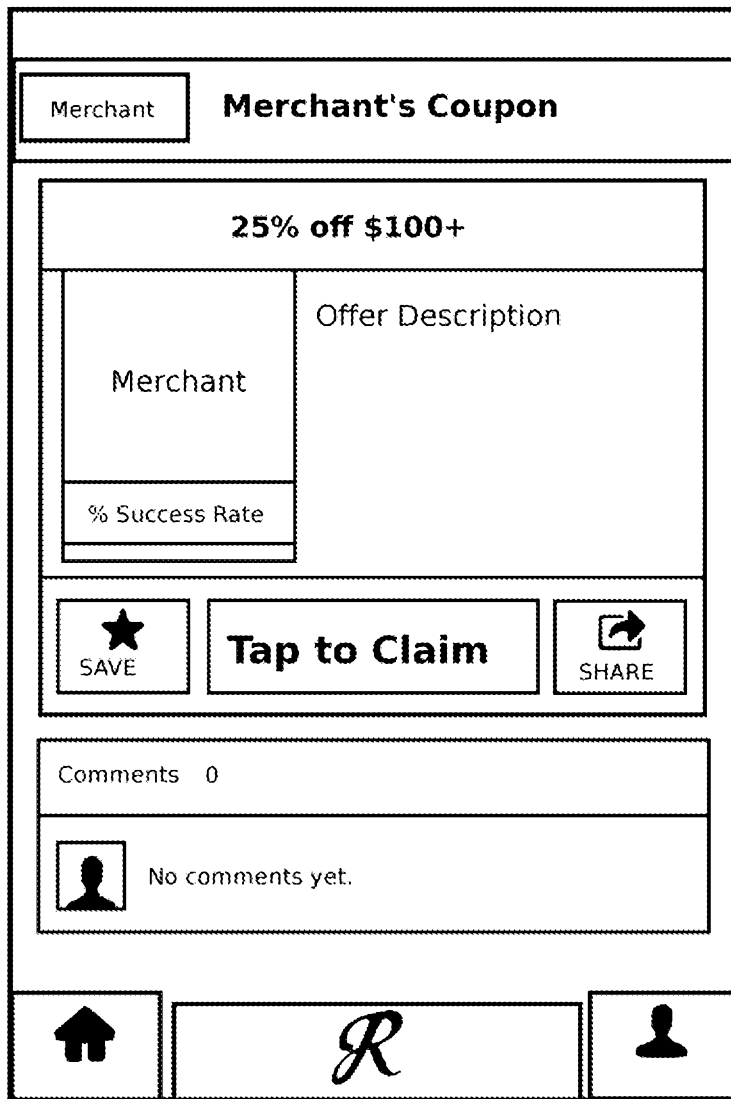 Merchant
Merchant's Coupon
25% off $100+
Offer Description
Merchant
% Success Rate
SAVE
Tap to Claim
SHARE
Comments 0
No comments yet.
R